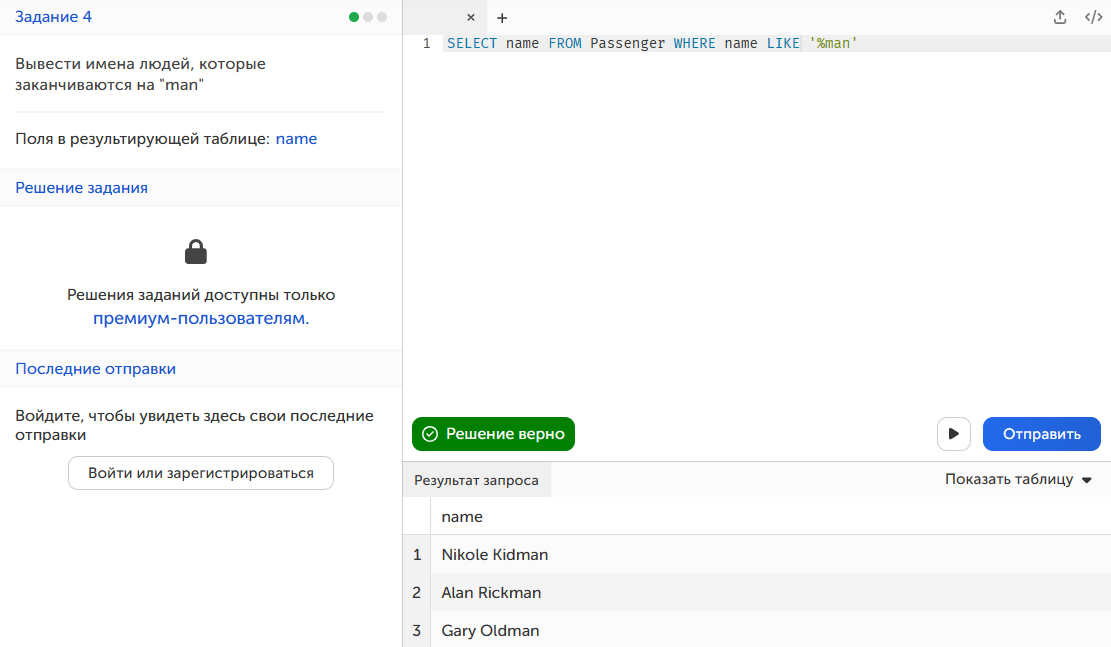 Задание 4
Вывести имена людей, которые
заканчиваются на "man"
Поля в результирующей таблице: name
Решение задания
Решения заданий доступны только
премиум-пользователям.
Последние отправки
Войдите, чтобы увидеть здесь свои последние
отправки
Войти или зарегистрироваться
× +
</>
1 SELECT name FROM Passenger WHERE name LIKE '%man'
Решение верно
Отправить
Результат запроса
Показать таблицу
name
1 Nikole Kidman
2 Alan Rickman
3 Gary Oldman